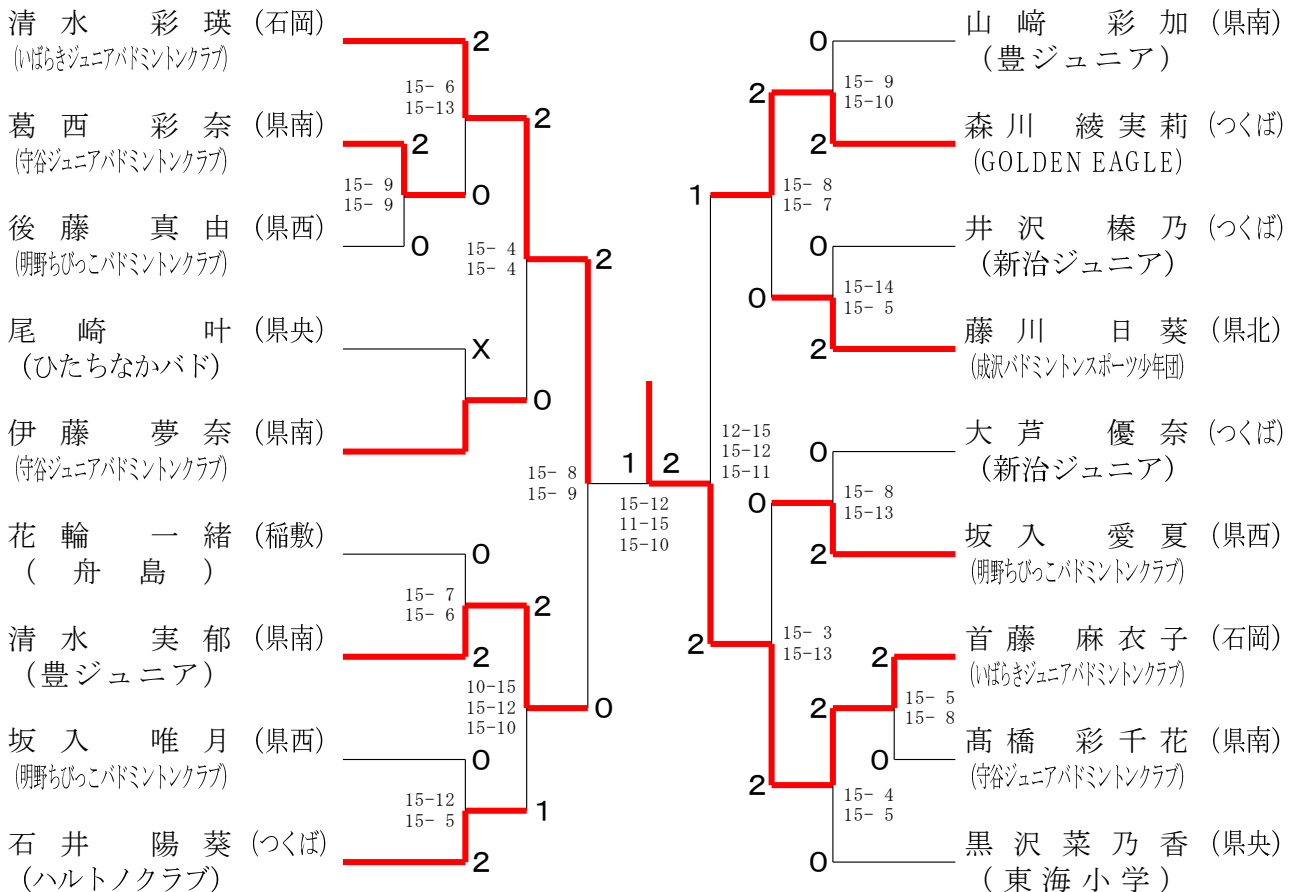 清水 彩瑛 (石岡)
(いばらきジュニアバドミントンクラブ)
葛西 彩奈 (県南)
(守谷ジュニアバドミントンクラブ)
後藤 真由 (県西)
(明野ちびっこバドミントンクラブ)
尾崎 叶 (県央)
(ひたちなかバド)
伊藤 夢奈 (県南)
(守谷ジュニアバドミントンクラブ)
花輪 一緒 (稲敷)
(舟島)
清水 実郁 (県南)
(豊ジュニア)
坂入 唯月 (県西)
(明野ちびっこバドミントンクラブ)
石井 陽葵 (つくば)
(ハルトノクラブ)
2
15- 6
15-13
2
2
15- 9
15- 9
0
0
15- 4
15- 4
2
X
0
15- 8
15- 9
0
15- 7
15- 6
2
2
10-15
15-12
15-10
0
0
15-12
15- 5
1
2
1
2
15-12
11-15
15-10
0
15- 9
15-10
2
2
1
15- 8
15- 7
0
15-14
15- 5
0
2
12-15
15-12
15-11
0
15- 8
15-13
0
2
2
15- 3
15-13
2
15- 5
15- 8
2
0
2
15- 4
15- 5
0
山﨑 彩加 (県南)
(豊ジュニア)
森川 綾実莉 (つくば)
(GOLDEN EAGLE)
井沢 榛乃 (つくば)
(新治ジュニア)
藤川 日葵 (県北)
(成沢バドミントンスポーツ少年団)
大芦 優奈 (つくば)
(新治ジュニア)
坂入 愛夏 (県西)
(明野ちびっこバドミントンクラブ)
首藤 麻衣子 (石岡)
(いばらきジュニアバドミントンクラブ)
髙橋 彩千花 (県南)
(守谷ジュニアバドミントンクラブ)
黒沢菜乃香 (県央)
(東海小学)